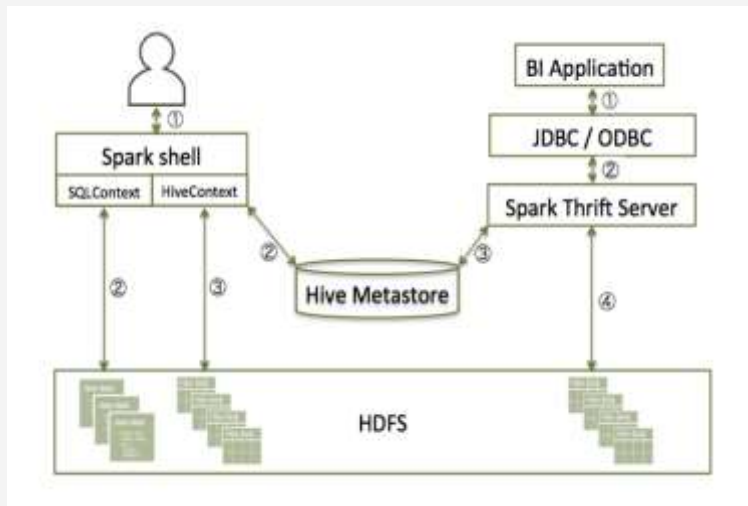 BI Application
①
①
JDBC / ODBC
Spark shell
②
SQLContext HiveContext
Spark Thrift Server
②
③
Hive Metastore
②
③
④
HDFS